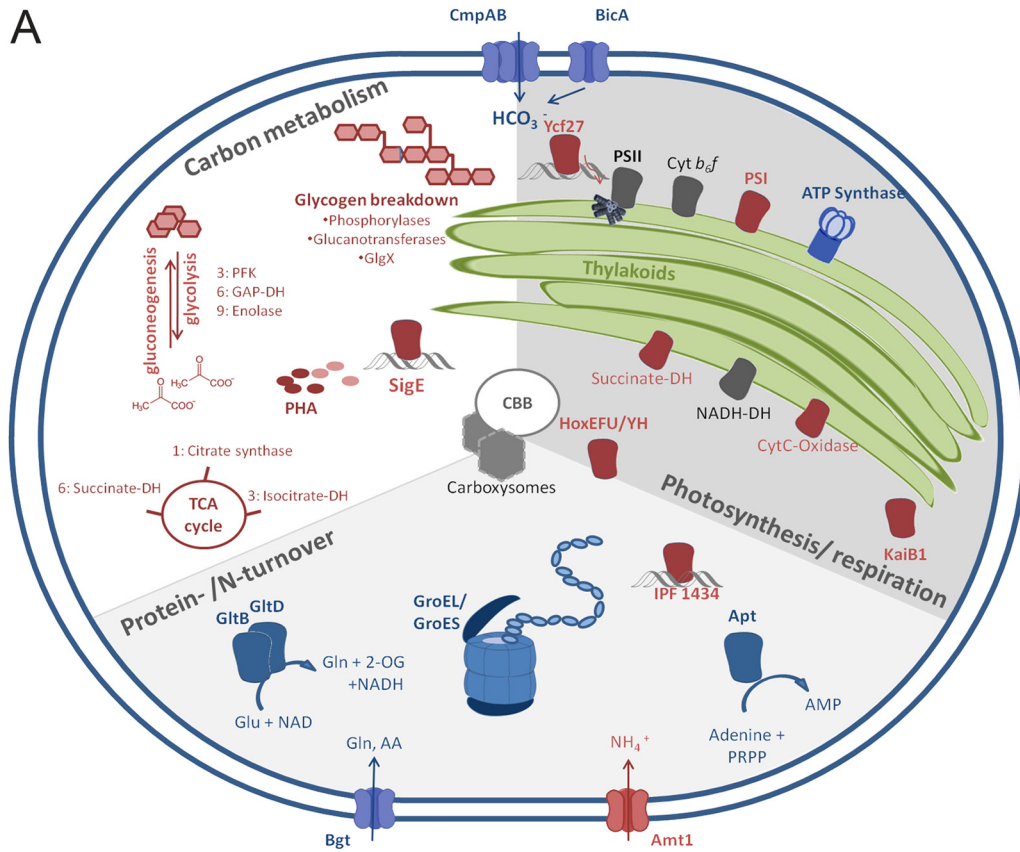 A
CmpAB
BicA
HCO₃⁻
Carbon metabolism
Ycf27
PSII
Cyt b₆f
PSI
ATP Synthase
Glycogen breakdown
•Phosphorylases
•Glucanotransferases
•GlgX
Thylakoids
gluconeogenesis
glycolysis
3: PFK
6: GAP-DH
9: Enolase
O
H₃C
COO⁻
O
H₃C
COO⁻
PHA
SigE
Succinate-DH
NADH-DH
CytC-Oxidase
CBB
HoxEFU/YH
Carboxysomes
1: Citrate synthase
6: Succinate-DH
3: Isocitrate-DH
TCA
cycle
Photosynthesis/respiration
KaiB1
Protein-/N-turnover
GltD
GltB
Gln + 2-OG
+NADH
Glu + NAD
GroEL/
GroES
IPF 1434
Apt
AMP
Adenine +
PRPP
Gln, AA
NH₄⁺
Bgt
Amt1